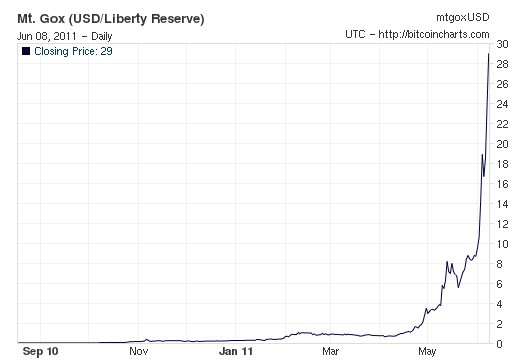 Mt. Gox (USD/Liberty Reserve)
mtgoxUSD
Jun 08, 2011 – Daily
UTC – http://bitcoincharts.com
Closing Price: 29
30
28
26
24
22
20
18
16
14
12
10
8
6
4
2
0
Sep 10
Nov
Jan 11
Mar
May